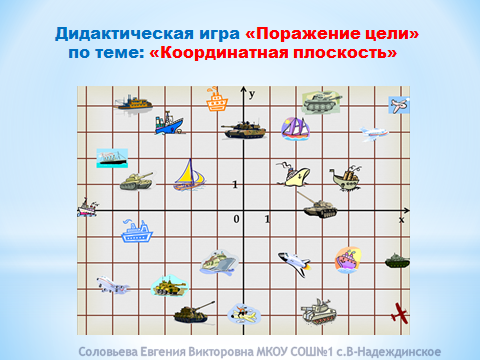 Дидактическая игра «Поражение цели»
по теме: «Координатная плоскость»
y
1
0 1 x
Соловьева Евгения Викторовна МКОУ СОШ№1 с.В-Надеждинское